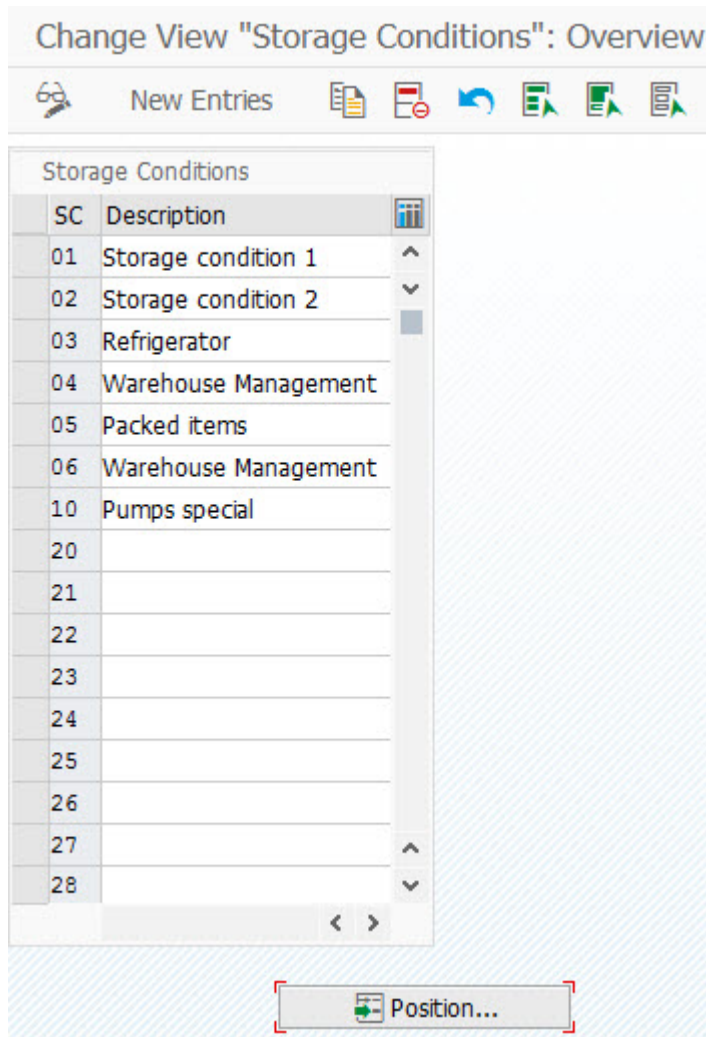 Change View "Storage Conditions": Overview
New Entries
Storage Conditions
SC Description
01 Storage condition 1
02 Storage condition 2
03 Refrigerator
04 Warehouse Management
05 Packed items
06 Warehouse Management
10 Pumps special
20
21
22
23
24
25
26
27
28
Position...